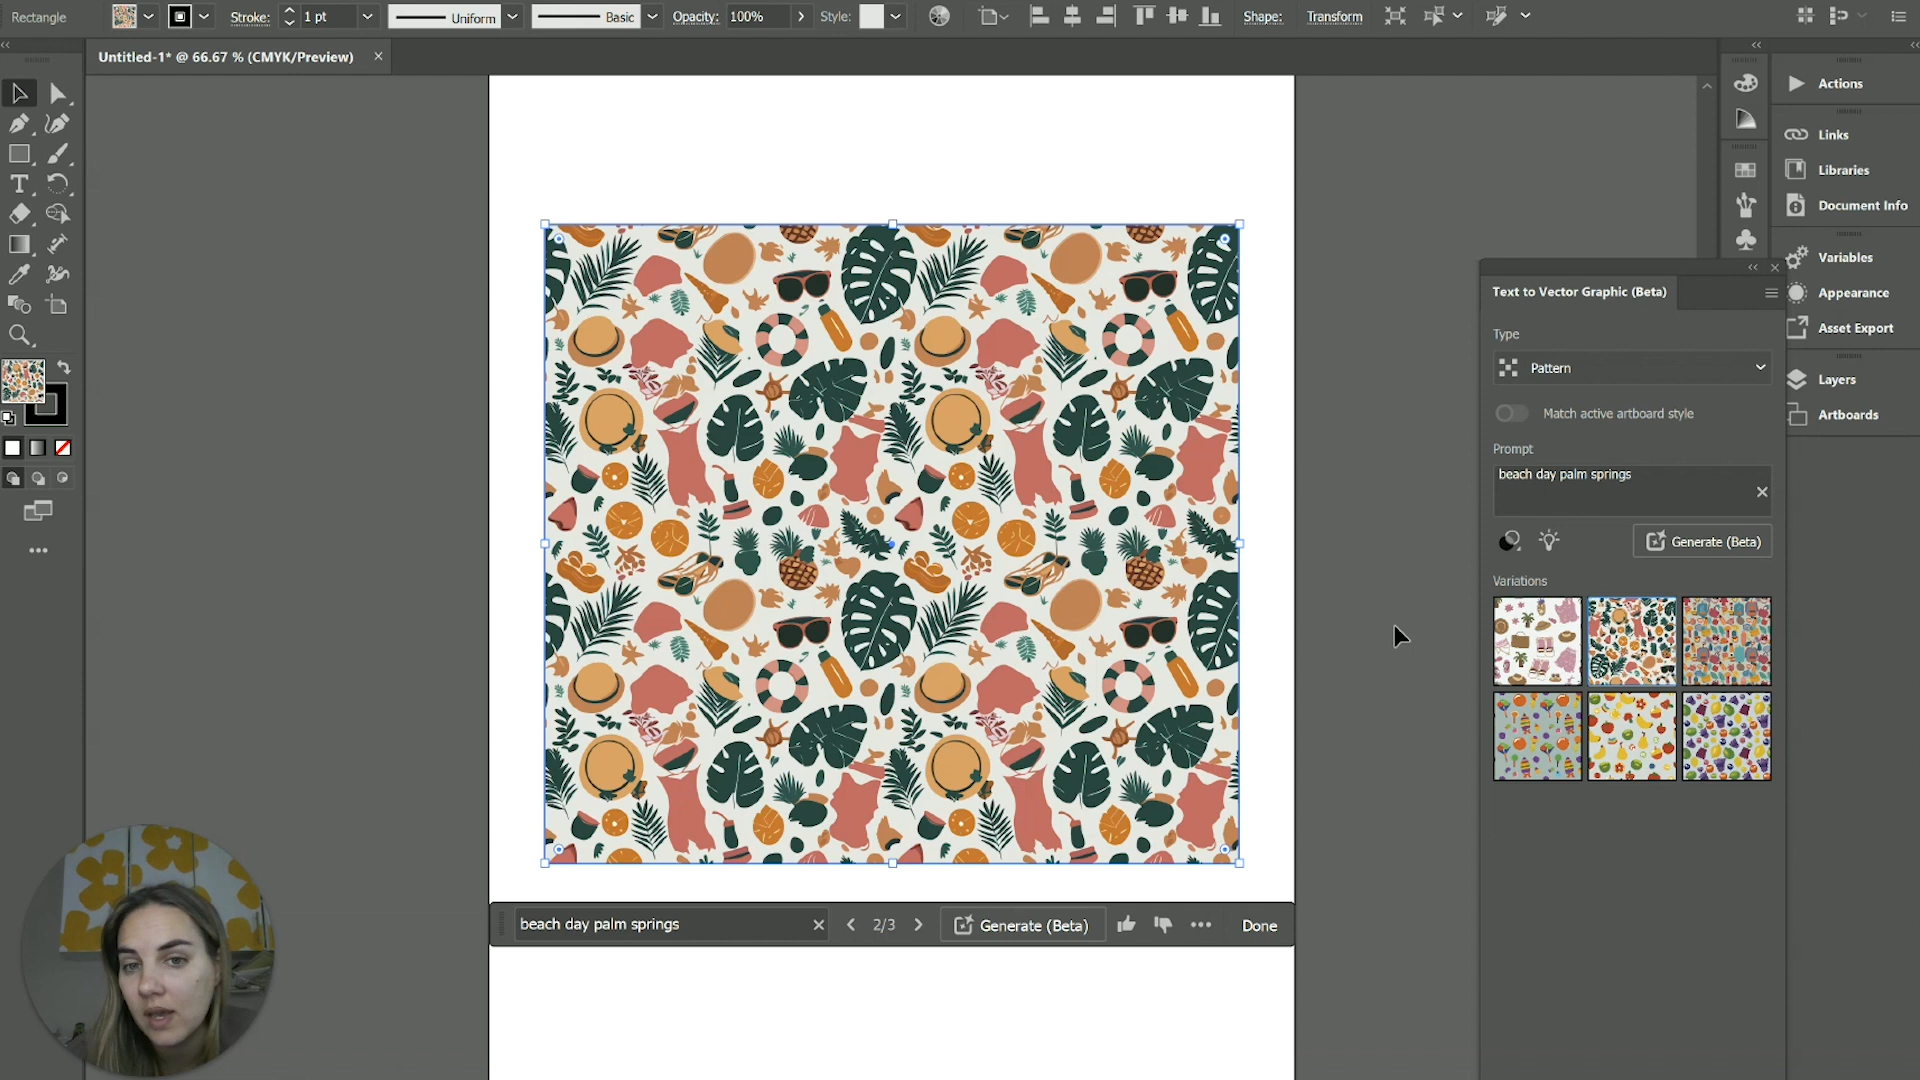 Rectangle
Stroke:
1 pt
Uniform
Basic
Opacity:
100%
Style:
Shape:
Transform
Untitled-1* @ 66.67 % (CMYK/Preview)
Actions
Links
Libraries
Document Info
Variables
Appearance
Asset Export
Layers
Artboards
Text to Vector Graphic (Beta)
Type
Pattern
Match active artboard style
Prompt
beach day palm springs
Generate (Beta)
Variations
beach day palm springs
2/3
Generate (Beta)
Done